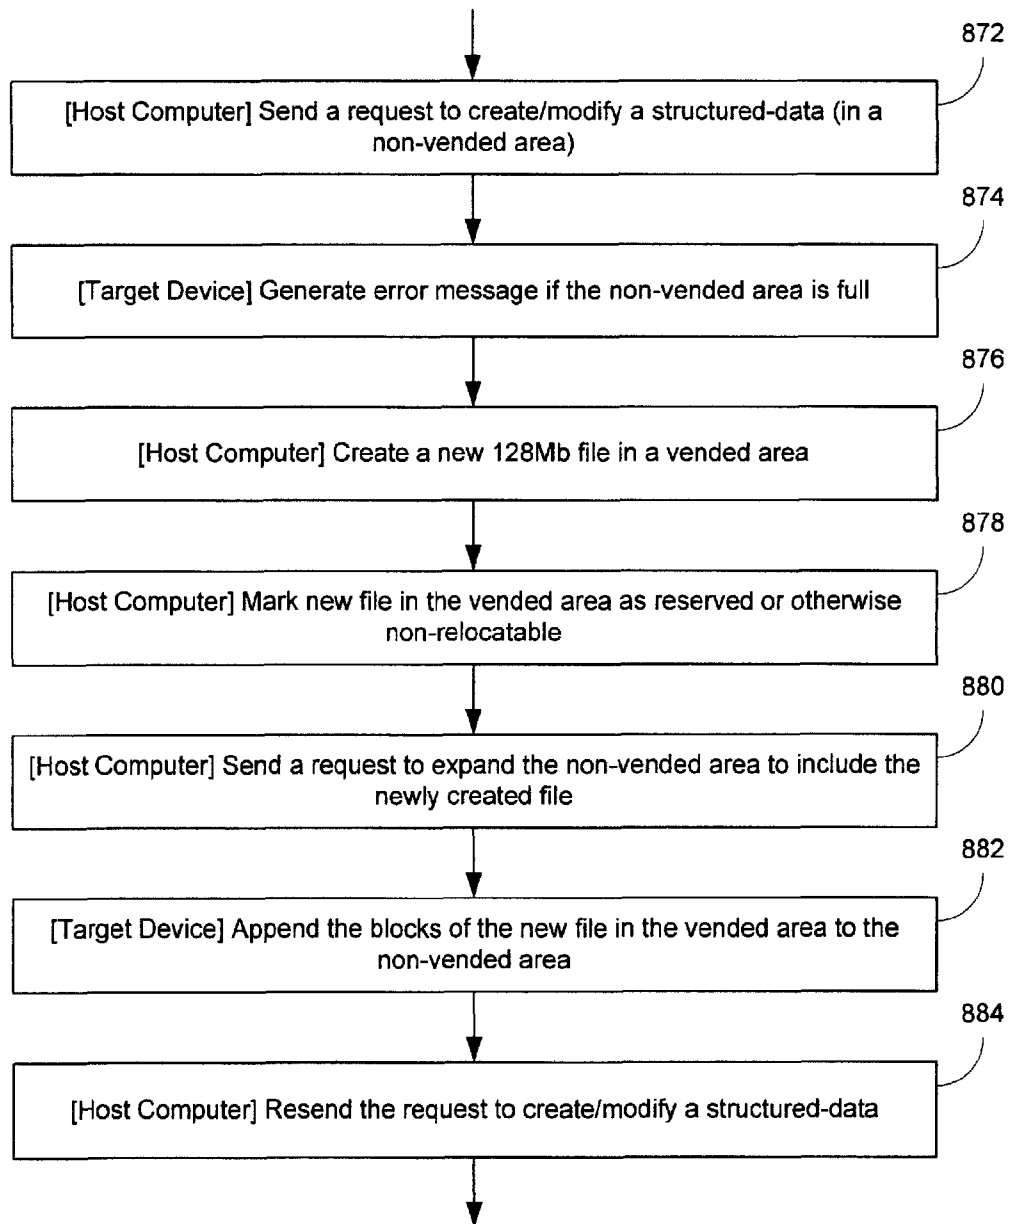 872
[Host Computer] Send a request to create/modify a structured-data (in a
non-vended area)
874
[Target Device] Generate error message if the non-vended area is full
876
[Host Computer] Create a new 128Mb file in a vended area
878
[Host Computer] Mark new file in the vended area as reserved or otherwise
non-relocatable
880
[Host Computer] Send a request to expand the non-vended area to include the
newly created file
882
[Target Device] Append the blocks of the new file in the vended area to the
non-vended area
884
[Host Computer] Resend the request to create/modify a structured-data